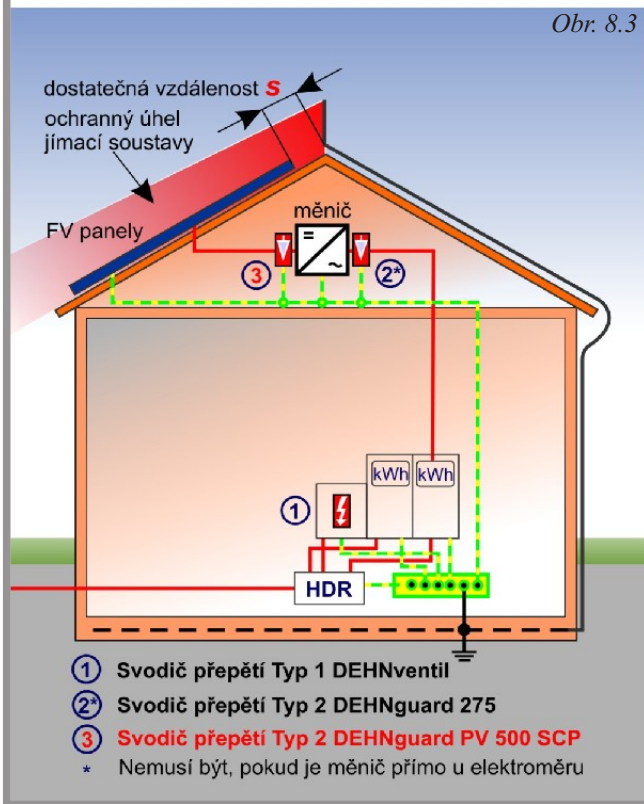 Obr. 8.3
dostatečná vzdálenost s
ochranný úhel
jímací soustavy
FV panely
měnič
=
~
3
2*
kWh
kWh
1
HDR
1 Svodič přepětí Typ 1 DEHNventil
2* Svodič přepětí Typ 2 DEHNguard 275
3 Svodič přepětí Typ 2 DEHNguard PV 500 SCP
* Nemusí být, pokud je měnič přímo u elektroměru